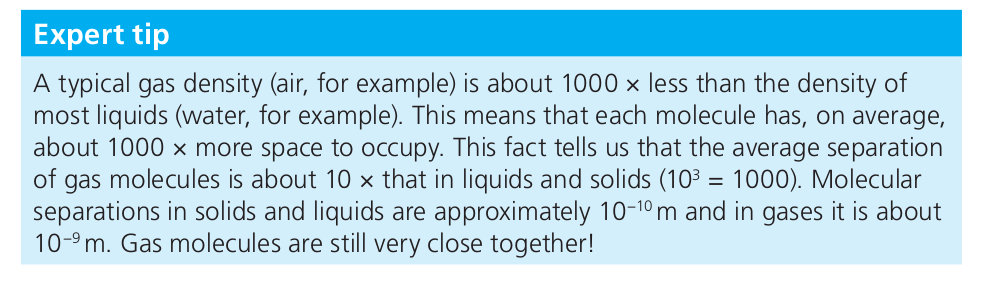 Expert tip
A typical gas density (air, for example) is about 1000 × less than the density of
most liquids (water, for example). This means that each molecule has, on average,
about 1000 × more space to occupy. This fact tells us that the average separation
of gas molecules is about 10 × that in liquids and solids (10³ = 1000). Molecular
separations in solids and liquids are approximately 10⁻¹⁰ m and in gases it is about
10⁻⁹ m. Gas molecules are still very close together!